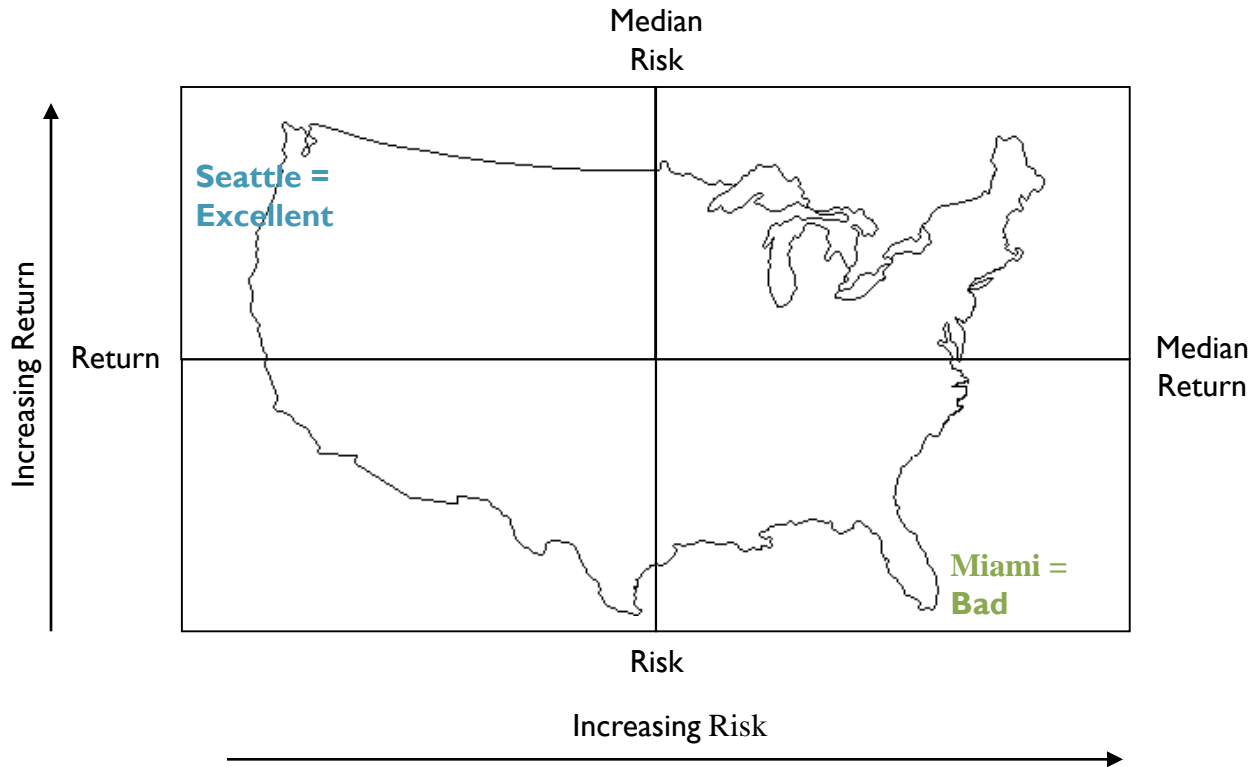 Median
Risk
Seattle =
Excellent
Increasing Return
Return
Median
Return
Miami =
Bad
Risk
Increasing Risk